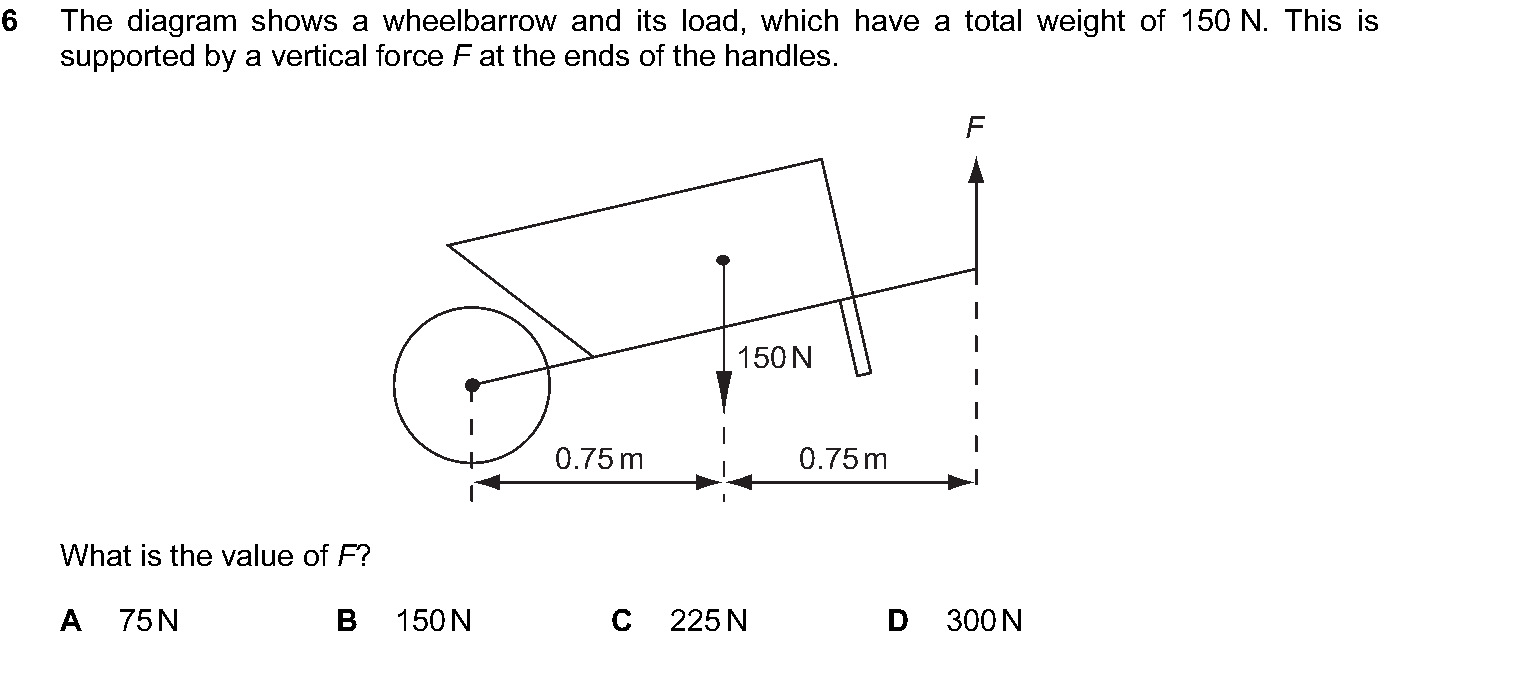 6 The diagram shows a wheelbarrow and its load, which have a total weight of 150 N. This is
supported by a vertical force F at the ends of the handles.
F
150 N
0.75 m 0.75 m
What is the value of F?
A 75 N B 150 N C 225 N D 300 N